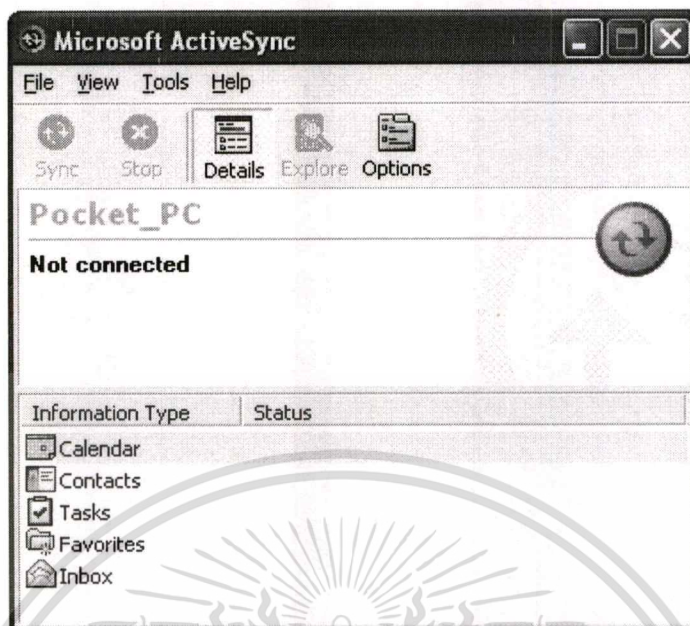 Microsoft ActiveSync
File View Tools Help
Sync Stop Details Explore Options
Pocket_PC
Not connected
Information Type Status
Calendar
Contacts
Tasks
Favorites
Inbox